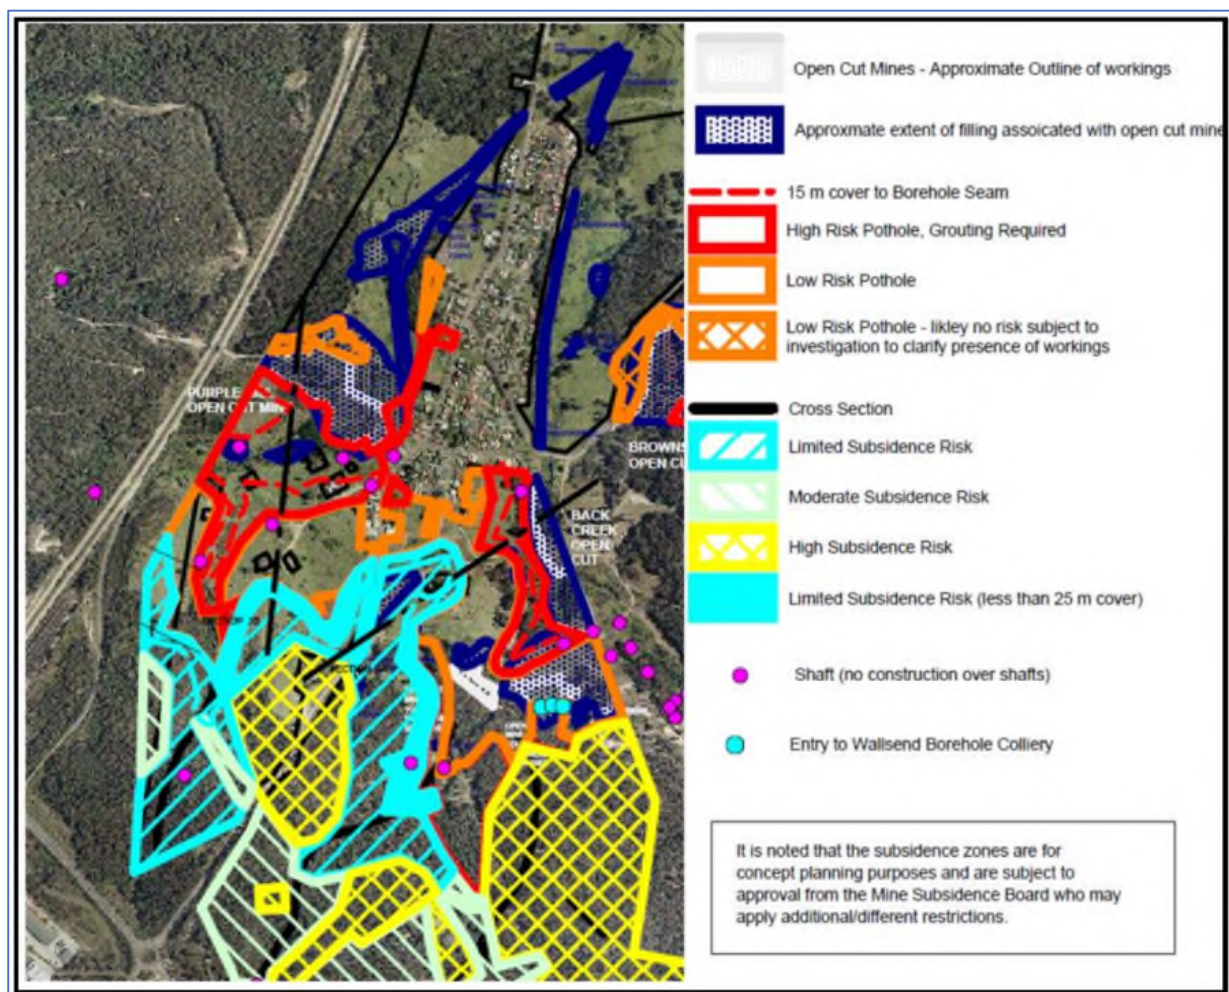 Open Cut Mines - Approximate Outline of workings
Approxmate extent of filling assoicated with open cut mine
15 m cover to Borehole Seam
High Risk Pothole, Grouting Required
Low Risk Pothole
Low Risk Pothole - likley no risk subject to
investigation to clarify presence of workings
Cross Section
Limited Subsidence Risk
Moderate Subsidence Risk
High Subsidence Risk
Limited Subsidence Risk (less than 25 m cover)
Shaft (no construction over shafts)
Entry to Wallsend Borehole Colliery
It is noted that the subsidence zones are for
concept planning purposes and are subject to
approval from the Mine Subsidence Board who may
apply additional/different restrictions.
OPEN CUT MIN
BROWNS
OPEN CU
BACK
CREEK
OPEN
CUT